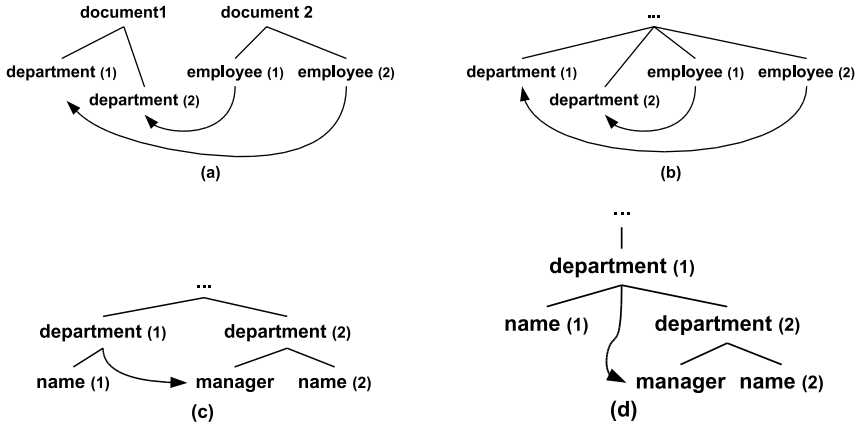 document1 document 2
department (1) employee (1) employee (2)
department (2)
(a)
...
department (1) employee (1) employee (2)
department (2)
(b)
...
department (1) department (2)
name (1) manager name (2)
(c)
...
department (1)
name (1) department (2)
manager name (2)
(d)